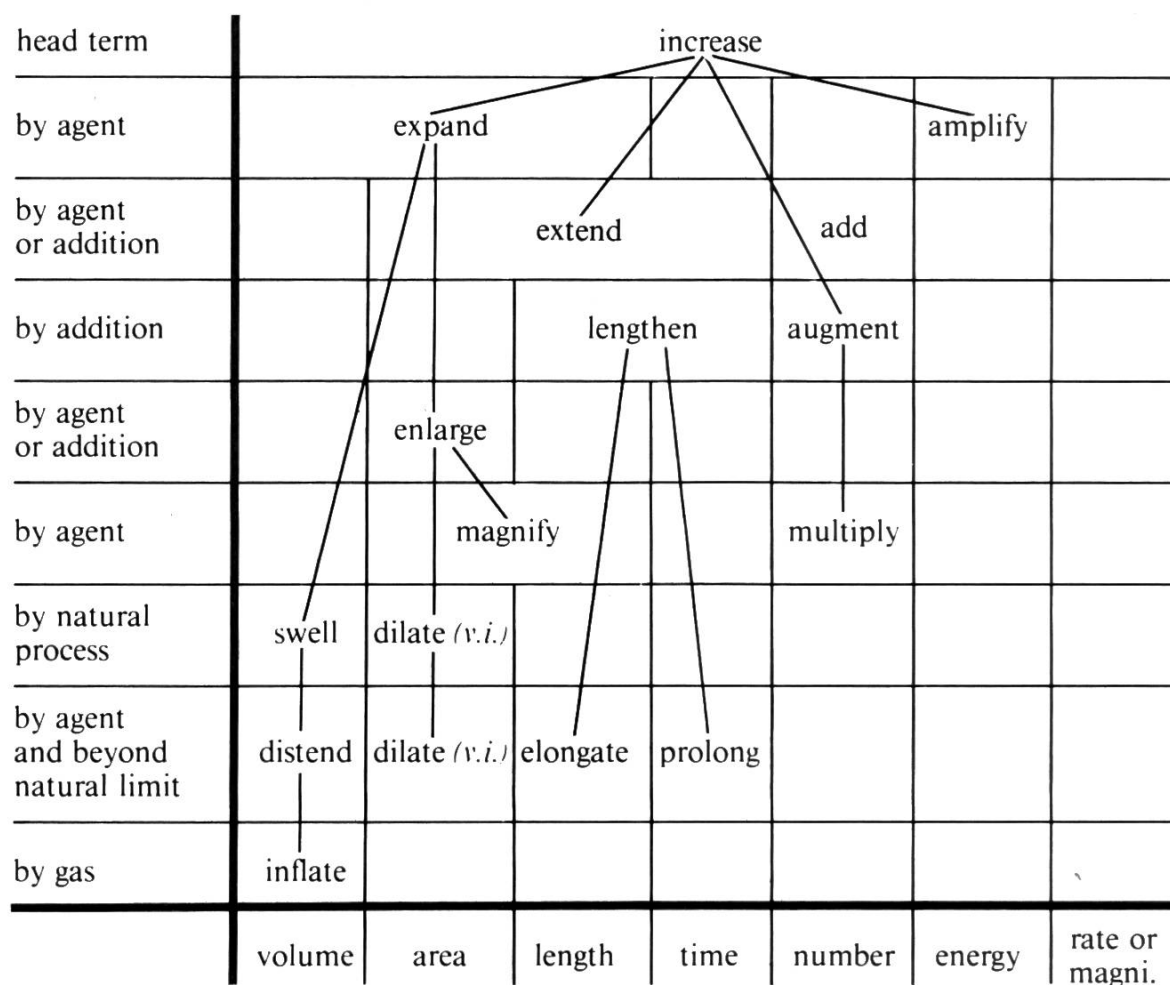 head term increase
by agent expand amplify
by agent
or addition extend add
by addition lengthen augment
by agent
or addition enlarge
by agent magnify multiply
by natural
process swell dilate (v.i.)
by agent
and beyond
natural limit distend dilate (v.i.) elongate prolong
by gas inflate
volume area length time number energy rate or
magni.